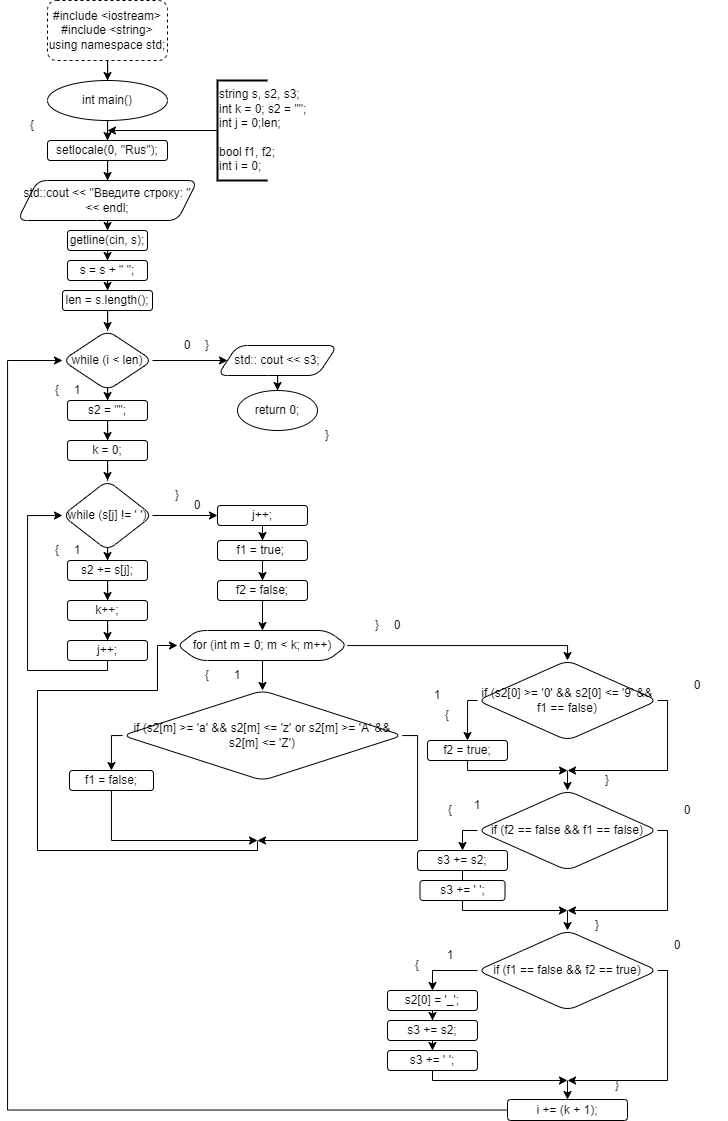 #include <iostream>
#include <string>
using namespace std;
int main()
{
string s, s2, s3;
int k = 0; s2 = "";
int j = 0;len;
bool f1, f2;
int i = 0;
setlocale(0, "Rus");
std::cout << "Введите строку: "
<< endl;
getline(cin, s);
s = s + " ";
len = s.length();
while (i < len)
0 }
std:: cout << s3;
return 0;
}
{ 1
s2 = "";
k = 0;
while (s[j] != ' ')
}
0
{ 1
s2 += s[j];
k++;
j++;
j++;
f1 = true;
f2 = false;
for (int m = 0; m < k; m++)
} 0
{ 1
if (s2[m] >= 'a' && s2[m] <= 'z' or s2[m] >= 'A' &&
s2[m] <= 'Z')
f1 = false;
if (s2[0] >= '0' && s2[0] <= '9' &&
f1 == false)
0
1
{
f2 = true;
}
{ 1
0
if (f2 == false && f1 == false)
s3 += s2;
s3 += ' ';
}
{ 1
0
if (f1 == false && f2 == true)
s2[0] = '_';
s3 += s2;
s3 += ' ';
}
i += (k + 1);